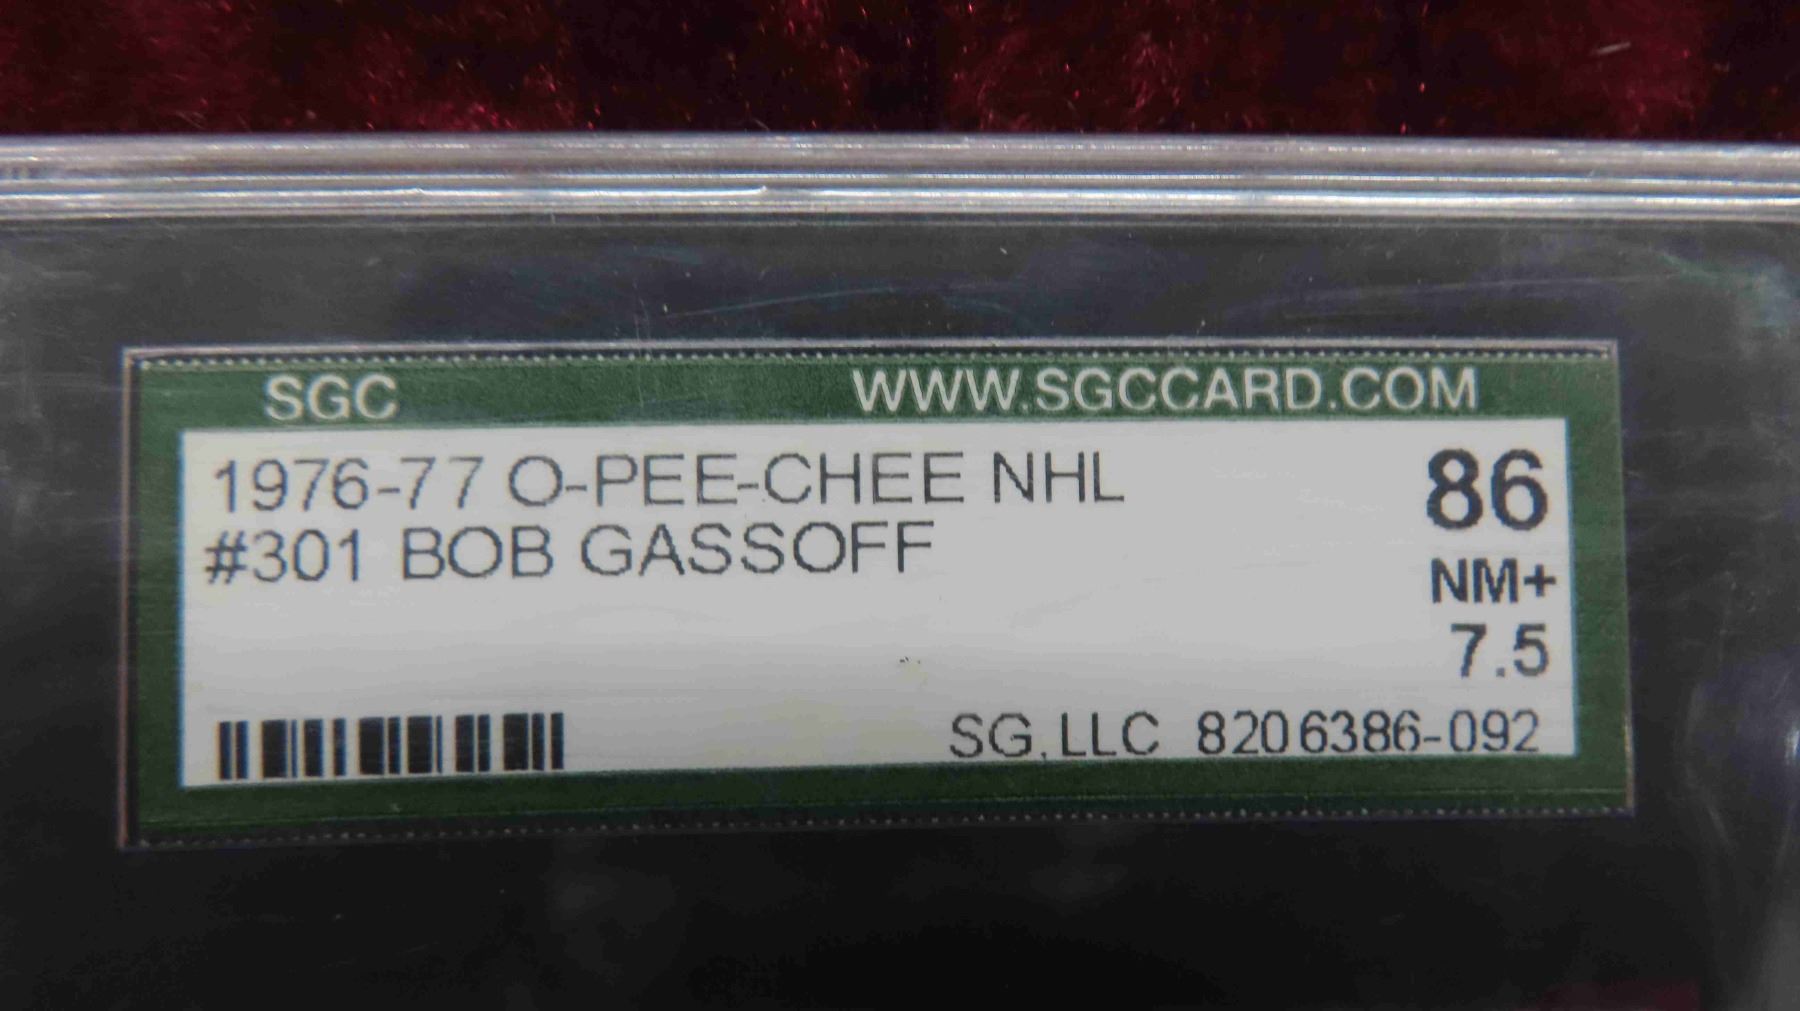 SGC WWW.SGCCARD.COM
1976-77 O-PEE-CHEE NHL 86
#301 BOB GASSOFF NM+
7.5
SG, LLC 8206386-092